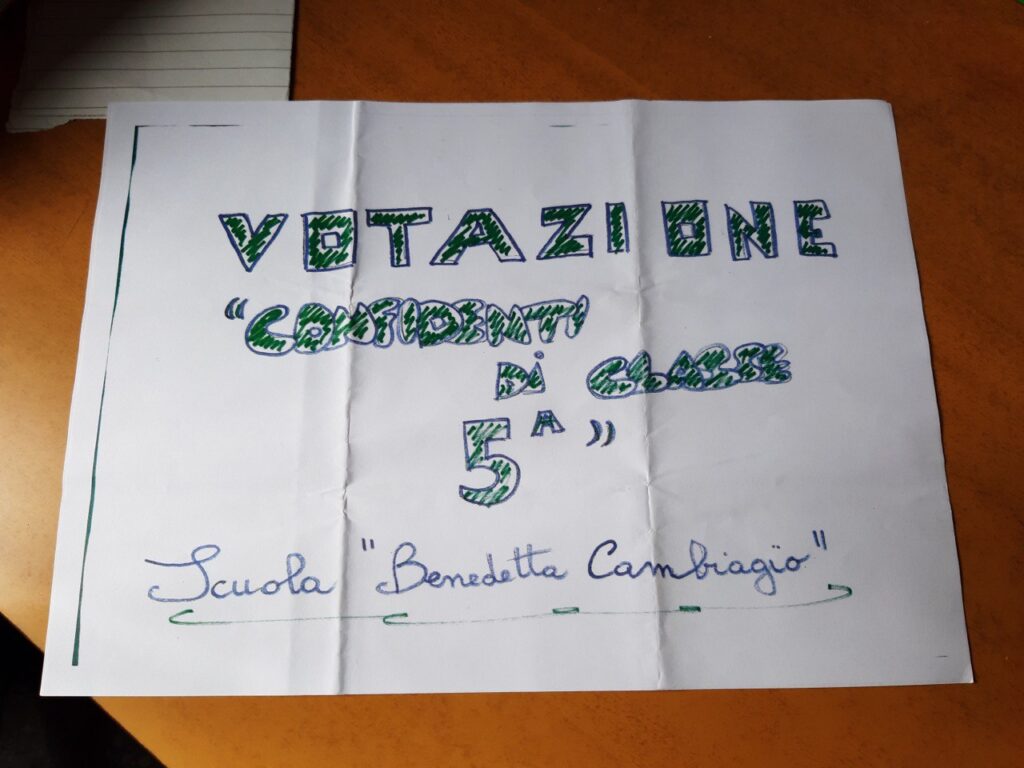 VOTAZIONE
"CONFIDENTI
Di CLASSE
5ᴬ"
Scuola "Benedetta Cambiagio"